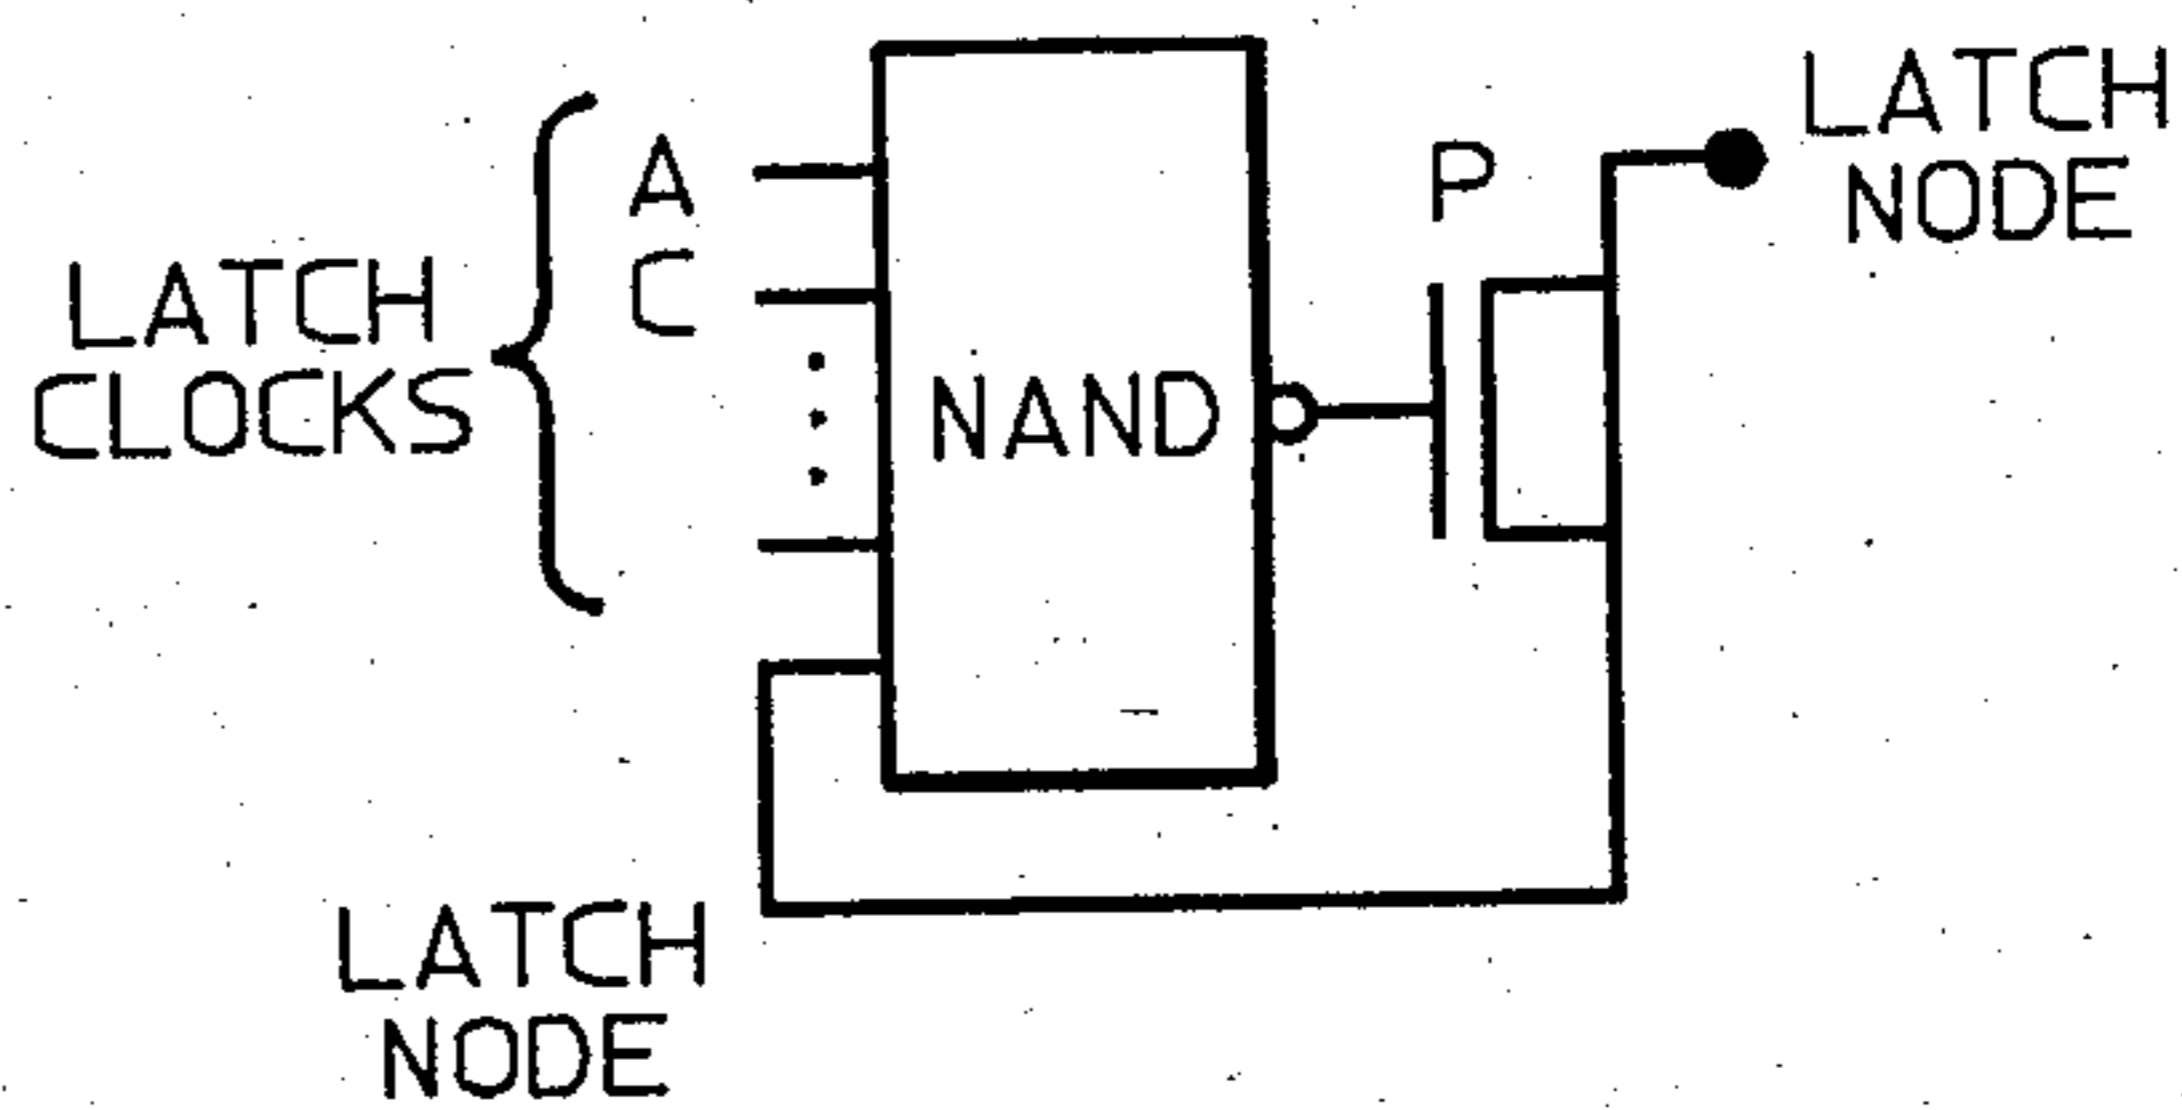 LATCH
CLOCKS
A
C
NAND
P
LATCH
NODE
LATCH
NODE